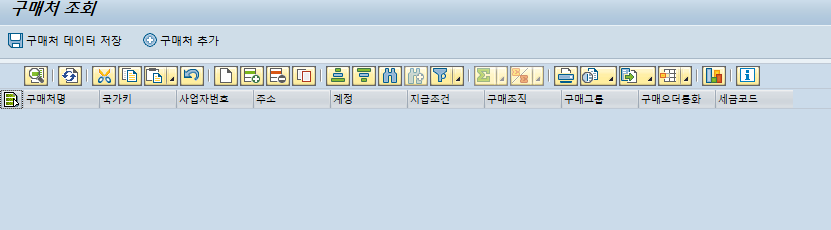 구매처 조회
구매처 데이터 저장 구매처 추가
구매처명 국가키 사업자번호 주소 계정 지급조건 구매조직 구매그룹 구매오더통화 세금코드